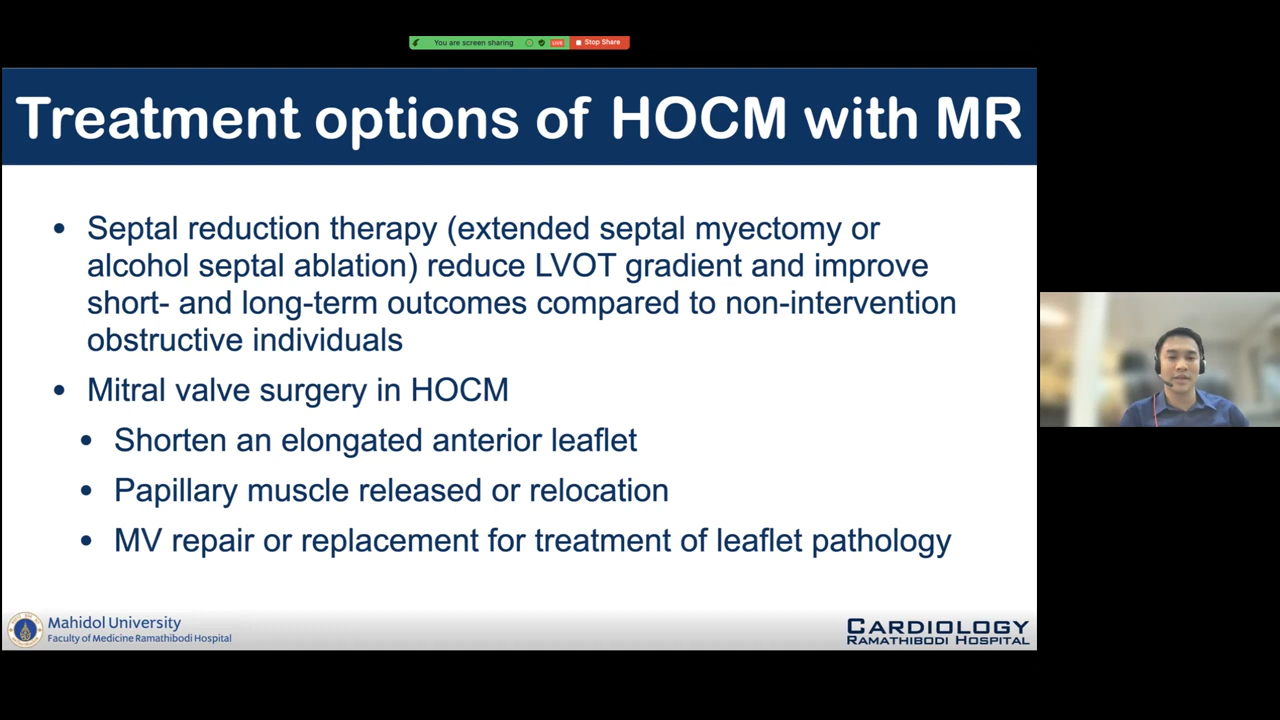 You are screen sharing
LIVE
Stop Share
Treatment options of HOCM with MR
• Septal reduction therapy (extended septal myectomy or
alcohol septal ablation) reduce LVOT gradient and improve
short- and long-term outcomes compared to non-intervention
obstructive individuals
• Mitral valve surgery in HOCM
• Shorten an elongated anterior leaflet
• Papillary muscle released or relocation
• MV repair or replacement for treatment of leaflet pathology
Mahidol University
Faculty of Medicine Ramathibodi Hospital
CARDIOLOGY
RAMATHIBODI HOSPITAL